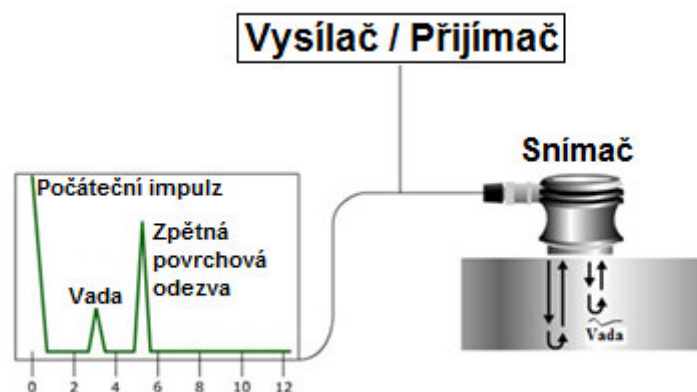 Vysílač / Přijímač
Snímač
Počáteční impulz
Zpětná
povrchová
odezva
Vada
Vada
0 2 4 6 8 10 12